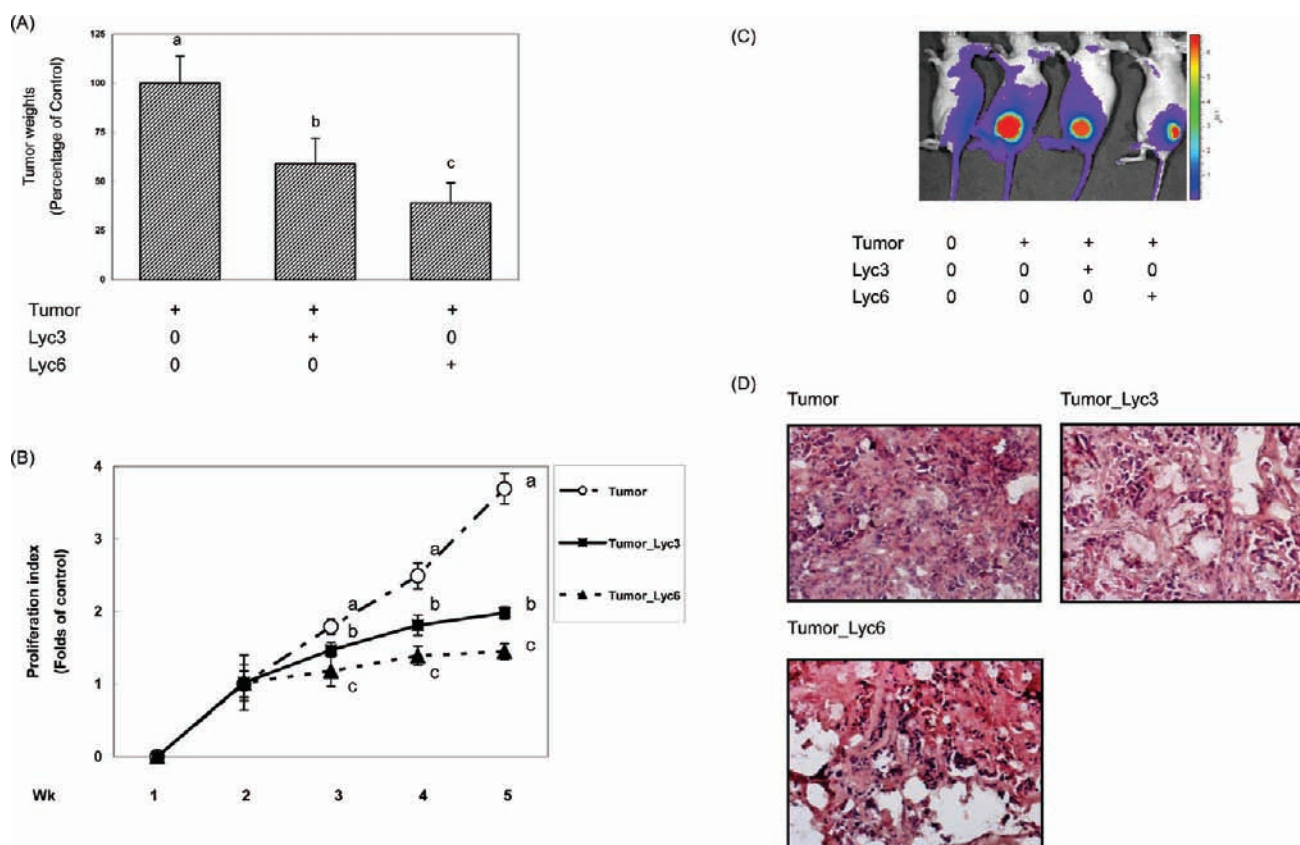 (A)
Tumor weights
(Percentage of Control)
125
100
75
50
25
0
a
b
c
Tumor + + +
Lyc3 0 + 0
Lyc6 0 0 +
(B)
Proliferation index
(Folds of control)
4
3
2
1
0
a
a
a
b
b
b
c
c
c
Wk 1 2 3 4 5
Tumor
Tumor_Lyc3
Tumor_Lyc6
(C)
Tumor 0 + + +
Lyc3 0 0 + 0
Lyc6 0 0 0 +
(D)
Tumor
Tumor_Lyc3
Tumor_Lyc6